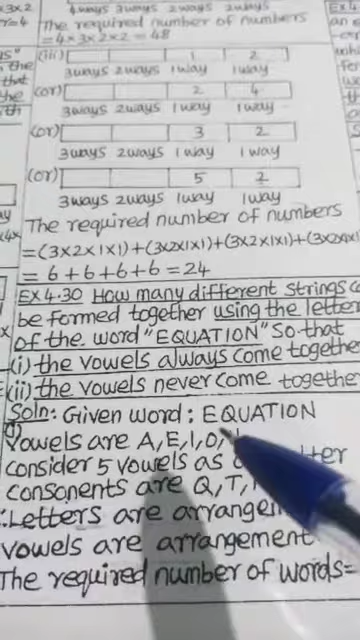 x3x2
r=4
4ways 3ways 2ways 2ways
The required number of numbers
= 4×3×2×2 = 48
(iii) 1 2
3ways 2ways 1way 1way
(or) 2 4
3ways 2ways 1way 1way
(or) 3 2
3ways 2ways 1way 1way
(or) 5 2
3ways 2ways 1way 1way
The required number of numbers
=(3×2×1×1)+(3×2×1×1)+(3×2×1×1)+(3×2×1×1)
= 6+6+6+6 = 24
EX 4.30 How many different strings
be formed together using the letter
of the word "EQUATION" so that
(i) the vowels always come together
(ii) the vowels never come together
Soln: Given word: EQUATION
(i)
Vowels are A,E,I,O,
consider 5 vowels as
consonents are Q,T,
∴Letters are
vowels are arrangement
The required number of words=